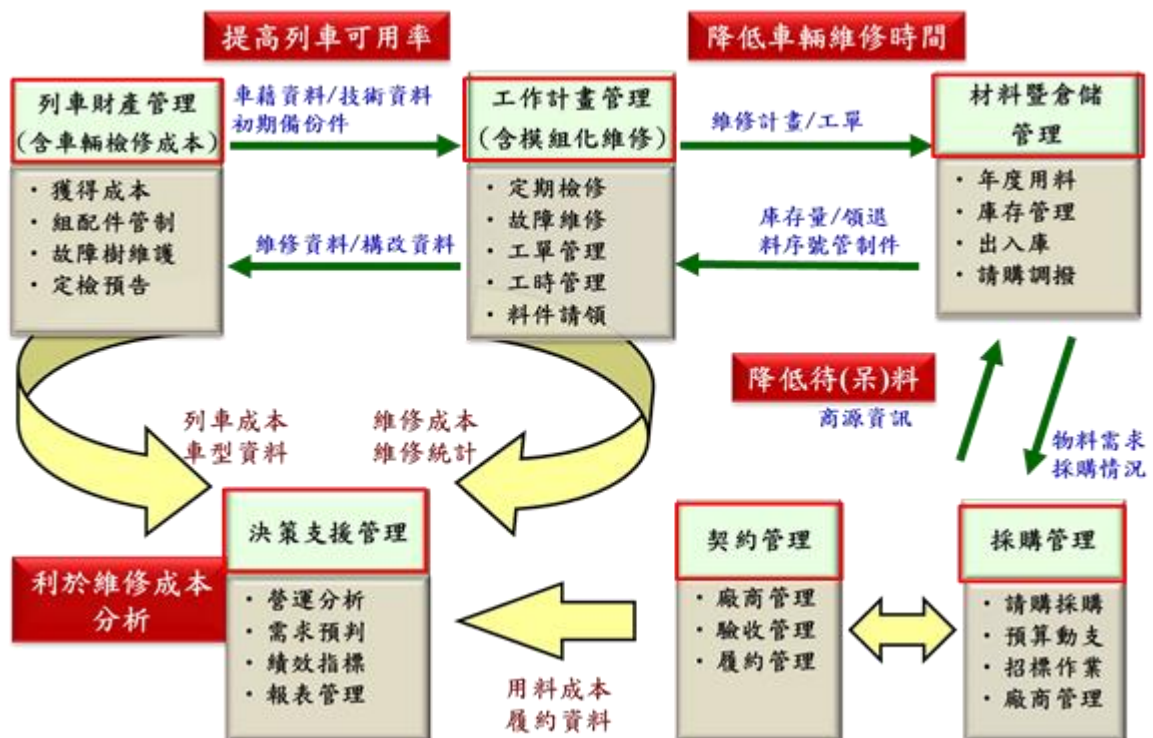 提高列車可用率
降低車輛維修時間
列車財產管理
(含車輛檢修成本)
・獲得成本
・組配件管制
・故障樹維護
・定檢預告
車藉資料/技術資料
初期備份件
維修資料/構改資料
工作計畫管理
(含模組化維修)
・定期檢修
・故障維修
・工單管理
・工時管理
・料件請領
維修計畫/工單
庫存量/領退
料序號管制件
材料暨倉儲
管理
・年度用料
・庫存管理
・出入庫
・請購調撥
降低待(呆)料
商源資訊
物料需求
採購情況
列車成本
車型資料
維修成本
維修統計
利於維修成本
分析
決策支援管理
・營運分析
・需求預判
・績效指標
・報表管理
用料成本
履約資料
契約管理
・廠商管理
・驗收管理
・履約管理
採購管理
・請購採購
・預算動支
・招標作業
・廠商管理